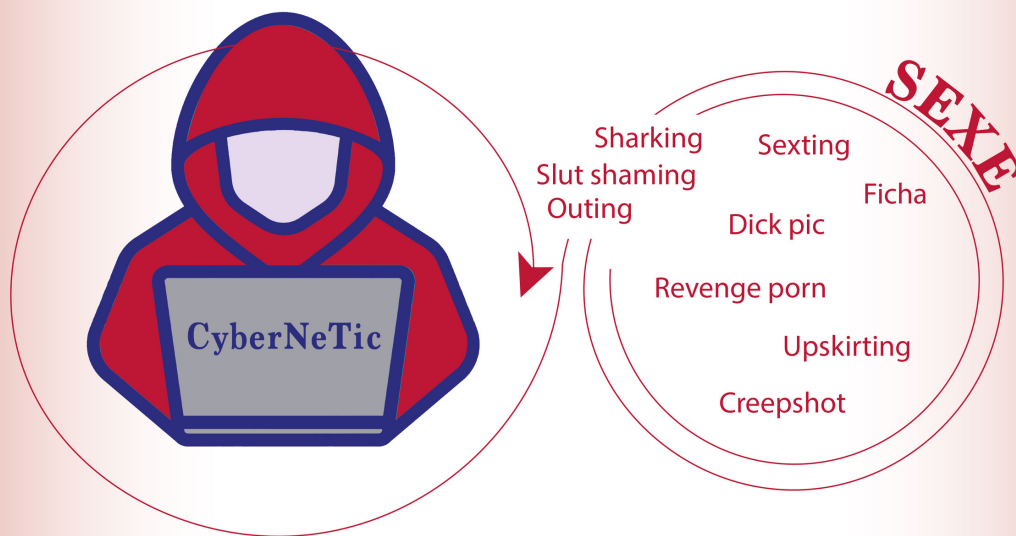 SEXE
Sharking
Sexting
Slut shaming
Ficha
Outing
Dick pic
Revenge porn
CyberNeTic
Upskirting
Creepshot